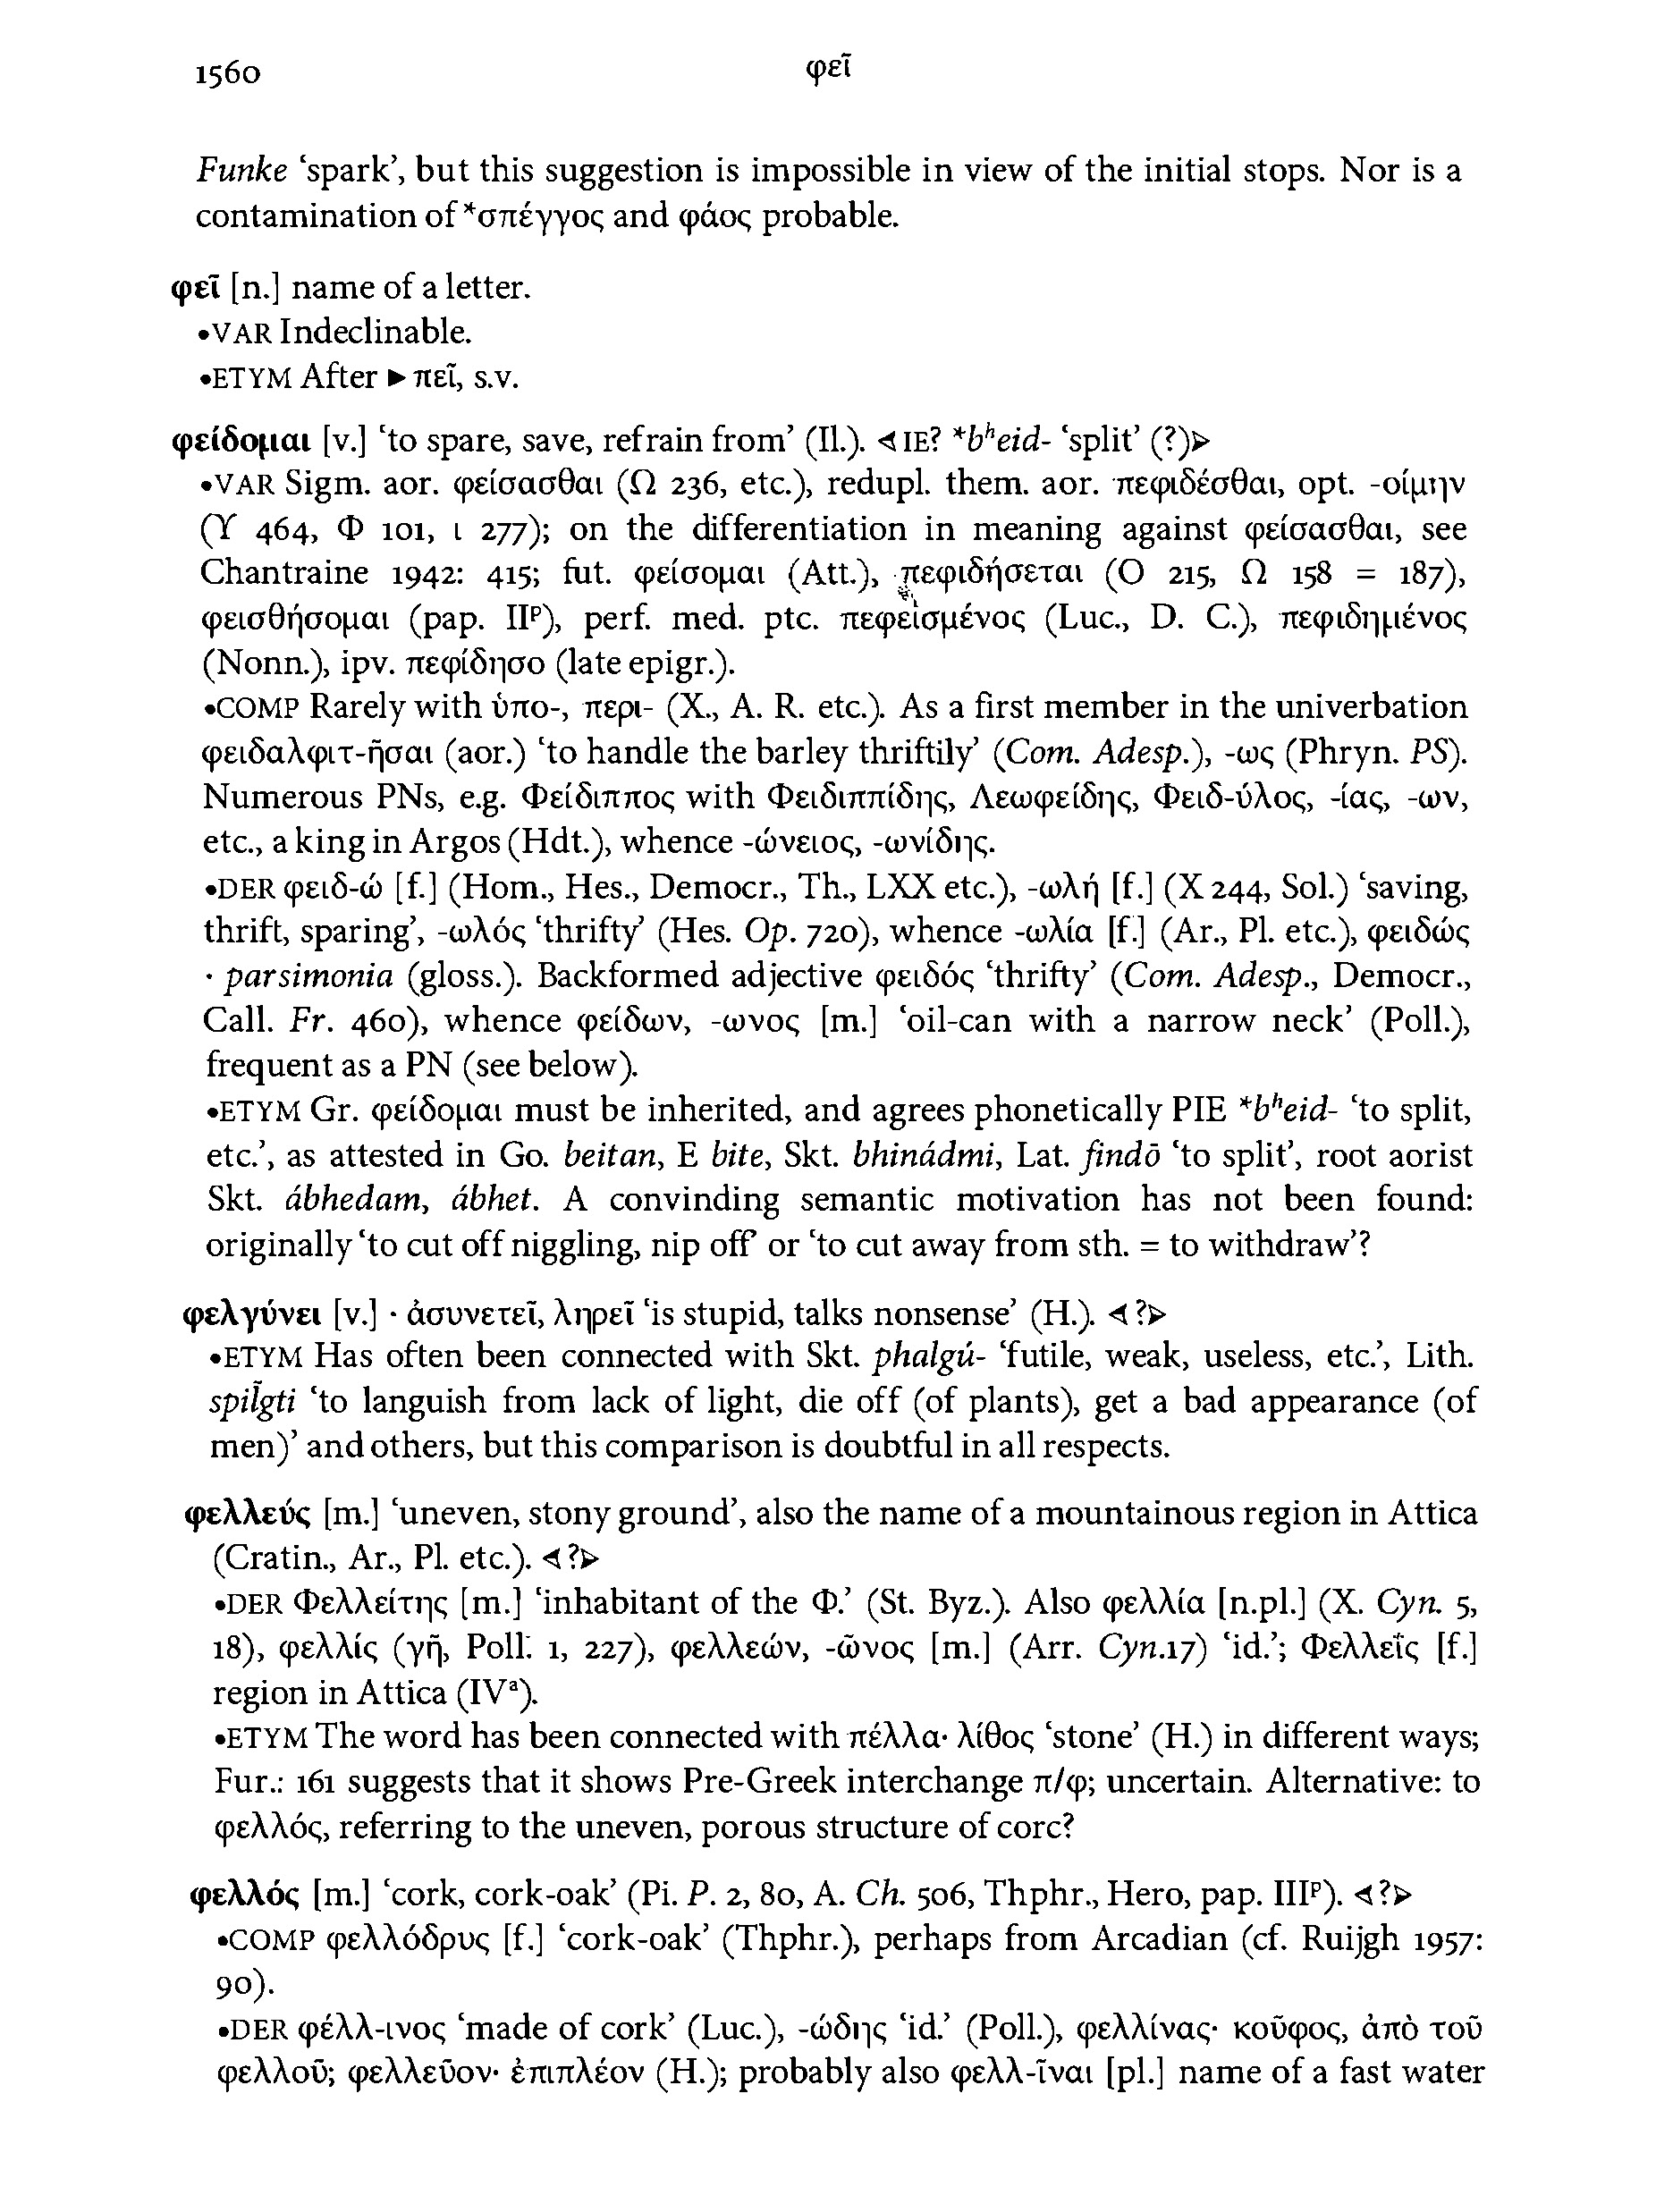 1560 φεῖ
Funke ‘spark’, but this suggestion is impossible in view of the initial stops. Nor is a
contamination of *σπέγγος and φάος probable.
φεῖ [n.] name of a letter.
•VAR Indeclinable.
•ETYM After ►πεῖ, s.v.
φείδομαι [v.] ‘to spare, save, refrain from’ (Il.). ◄IE? *bʰeid- ‘split’ (?)►
•VAR Sigm. aor. φείσασθαι (Ω 236, etc.), redupl. them. aor. πεφιδέσθαι, opt. -οίμην
(Υ 464, Φ 101, ι 277); on the differentiation in meaning against φείσασθαι, see
Chantraine 1942: 415; fut. φείσομαι (Att.), πεφιδήσεται (Ο 215, Ω 158 = 187),
φεισθήσομαι (pap. IIᵖ), perf. med. ptc. πεφεισμένος (Luc., D. C.), πεφιδημένος
(Nonn.), ipv. πεφίδησο (late epigr.).
•COMP Rarely with ὑπο-, περι- (X., A. R. etc.). As a first member in the univerbation
φειδαλφιτ-ῆσαι (aor.) ‘to handle the barley thriftily’ (Com. Adesp.), -ως (Phryn. PS).
Numerous PNs, e.g. Φείδιππος with Φειδιππίδης, Λεωφείδης, Φειδ-ύλος, -ίας, -ων,
etc., a king in Argos (Hdt.), whence -ώνειος, -ωνίδης.
•DER φειδ-ώ [f.] (Hom., Hes., Democr., Th., LXX etc.), -ωλή [f.] (X 244, Sol.) ‘saving,
thrift, sparing’, -ωλός ‘thrifty’ (Hes. Op. 720), whence -ωλία [f.] (Ar., Pl. etc.), φειδώς
· parsimonia (gloss.). Backformed adjective φειδός ‘thrifty’ (Com. Adesp., Democr.,
Call. Fr. 460), whence φείδων, -ωνος [m.] ‘oil-can with a narrow neck’ (Poll.),
frequent as a PN (see below).
•ETYM Gr. φείδομαι must be inherited, and agrees phonetically PIE *bʰeid- ‘to split,
etc.’, as attested in Go. beitan, E bite, Skt. bhinádmi, Lat. findō ‘to split’, root aorist
Skt. ábhedam, ábhet. A convinding semantic motivation has not been found:
originally ‘to cut off niggling, nip off’ or ‘to cut away from sth. = to withdraw’?
φελγύνει [v.] · ἀσυνετεῖ, ληρεῖ ‘is stupid, talks nonsense’ (H.). ◄?►
•ETYM Has often been connected with Skt. phalgú- ‘futile, weak, useless, etc.’, Lith.
spil̃gti ‘to languish from lack of light, die off (of plants), get a bad appearance (of
men)’ and others, but this comparison is doubtful in all respects.
φελλεύς [m.] ‘uneven, stony ground’, also the name of a mountainous region in Attica
(Cratin., Ar., Pl. etc.). ◄?►
•DER Φελλείτης [m.] ‘inhabitant of the Φ.’ (St. Byz.). Also φελλία [n.pl.] (X. Cyn. 5,
18), φελλίς (γῆ, Poll. 1, 227), φελλεών, -ῶνος [m.] (Arr. Cyn.17) ‘id.’; Φελλεΐς [f.]
region in Attica (IVᵃ).
•ETYM The word has been connected with πέλλα· λίθος ‘stone’ (H.) in different ways;
Fur.: 161 suggests that it shows Pre-Greek interchange π/φ; uncertain. Alternative: to
φελλός, referring to the uneven, porous structure of corc?
φελλός [m.] ‘cork, cork-oak’ (Pi. P. 2, 80, A. Ch. 506, Thphr., Hero, pap. IIIᵖ). ◄?►
•COMP φελλόδρυς [f.] ‘cork-oak’ (Thphr.), perhaps from Arcadian (cf. Ruijgh 1957:
90).
•DER φέλλ-ινος ‘made of cork’ (Luc.), -ώδης ‘id.’ (Poll.), φελλίνας· κοῦφος, ἀπὸ τοῦ
φελλοῦ; φελλεῦον· ἐπιπλέον (H.); probably also φελλ-ῖναι [pl.] name of a fast water